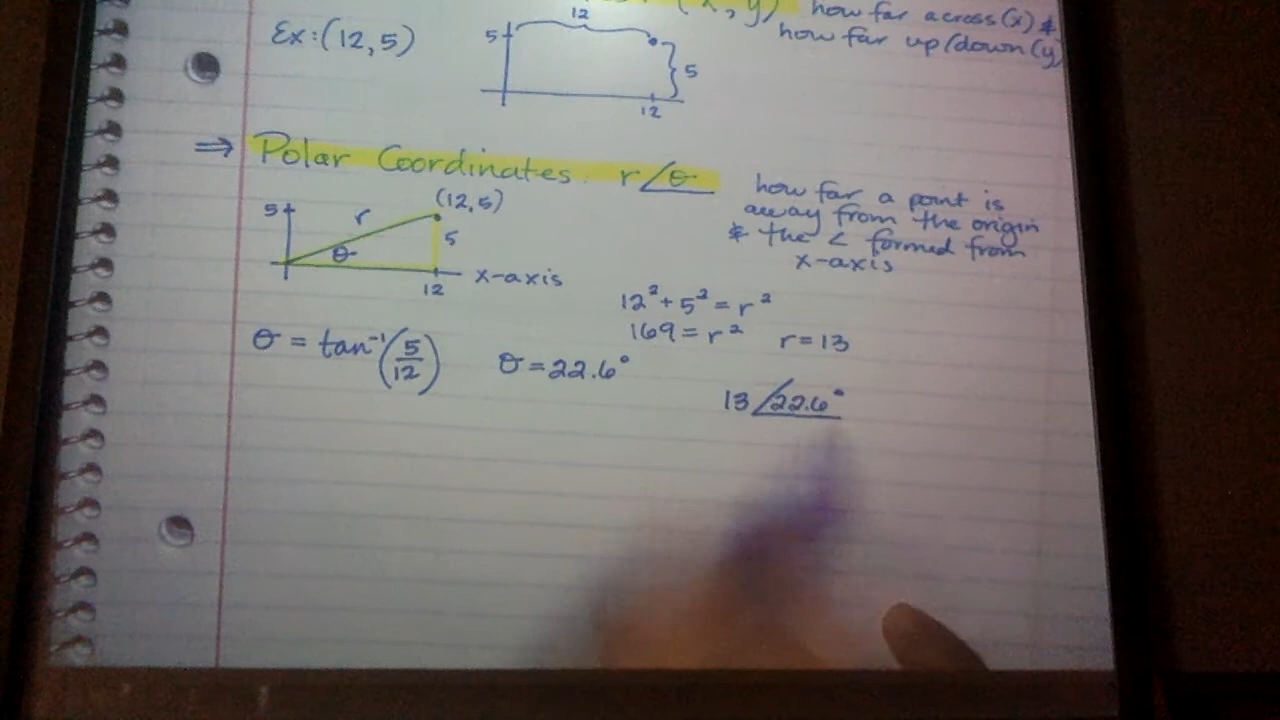 (x, y) how far across (x) &
how far up/down (y)
Ex: (12, 5)
12
5
5
12
⇒ Polar Coordinates: r∠θ
how far a point is
away from the origin
& the ∠ formed from
x-axis
5
r
(12, 5)
θ
5
12
x-axis
12² + 5² = r²
169 = r² r = 13
θ = tan⁻¹(5/12) θ = 22.6°
13∠22.6°